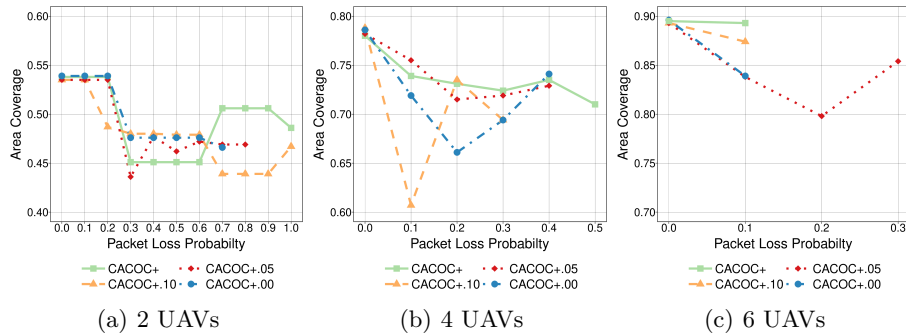 0.60
0.55
0.50
0.45
0.40
Area Coverage
0.0 0.1 0.2 0.3 0.4 0.5 0.6 0.7 0.8 0.9 1.0
Packet Loss Probabilty
CACOC+ CACOC+.05
CACOC+.10 CACOC+.00
(a) 2 UAVs
0.80
0.75
0.70
0.65
0.60
Area Coverage
0.0 0.1 0.2 0.3 0.4 0.5
Packet Loss Probabilty
CACOC+ CACOC+.05
CACOC+.10 CACOC+.00
(b) 4 UAVs
0.90
0.85
0.80
0.75
0.70
Area Coverage
0.0 0.1 0.2 0.3
Packet Loss Probabilty
CACOC+ CACOC+.05
CACOC+.10 CACOC+.00
(c) 6 UAVs